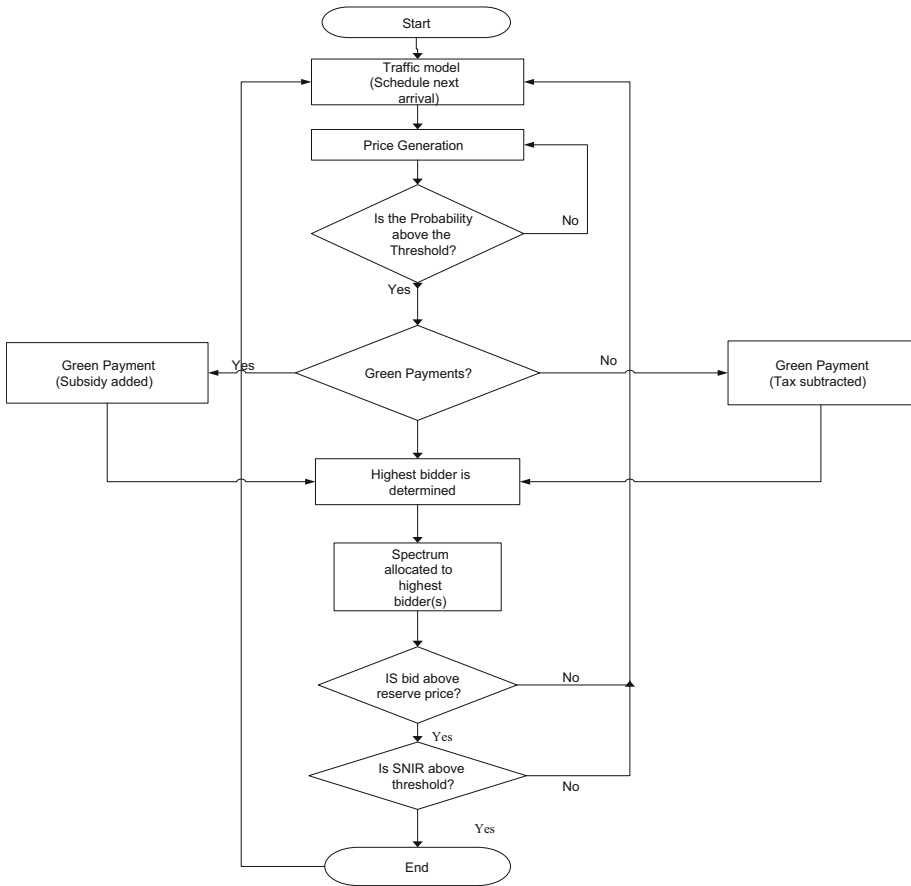 Start
Traffic model
(Schedule next
arrival)
Price Generation
Is the Probability
above the
Threshold?
No
Yes
Green Payment
(Subsidy added)
Yes
Green Payments?
No
Green Payment
(Tax subtracted)
Highest bidder is
determined
Spectrum
allocated to
highest
bidder(s)
IS bid above
reserve price?
No
Yes
Is SNIR above
threshold?
No
Yes
End